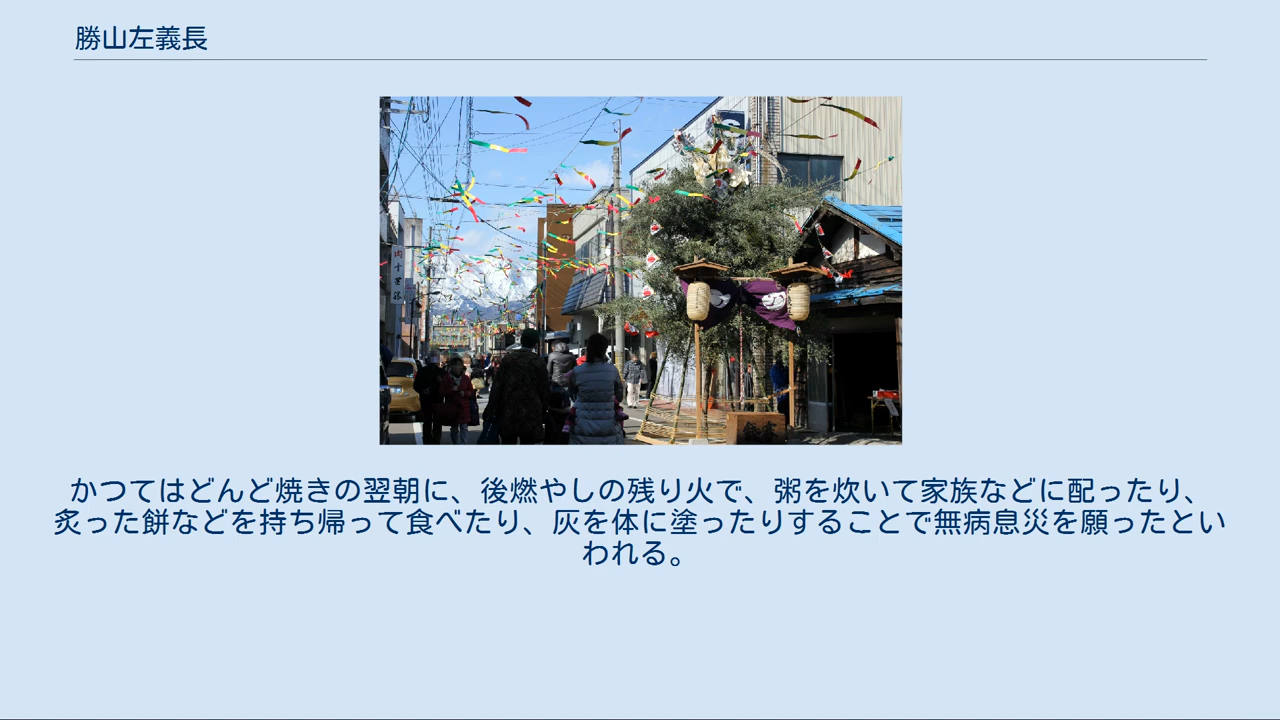 勝山左義長
かつてはどんど焼きの翌朝に、後燃やしの残り火で、粥を炊いて家族などに配ったり、
炙った餅などを持ち帰って食べたり、灰を体に塗ったりすることで無病息災を願ったとい
われる。